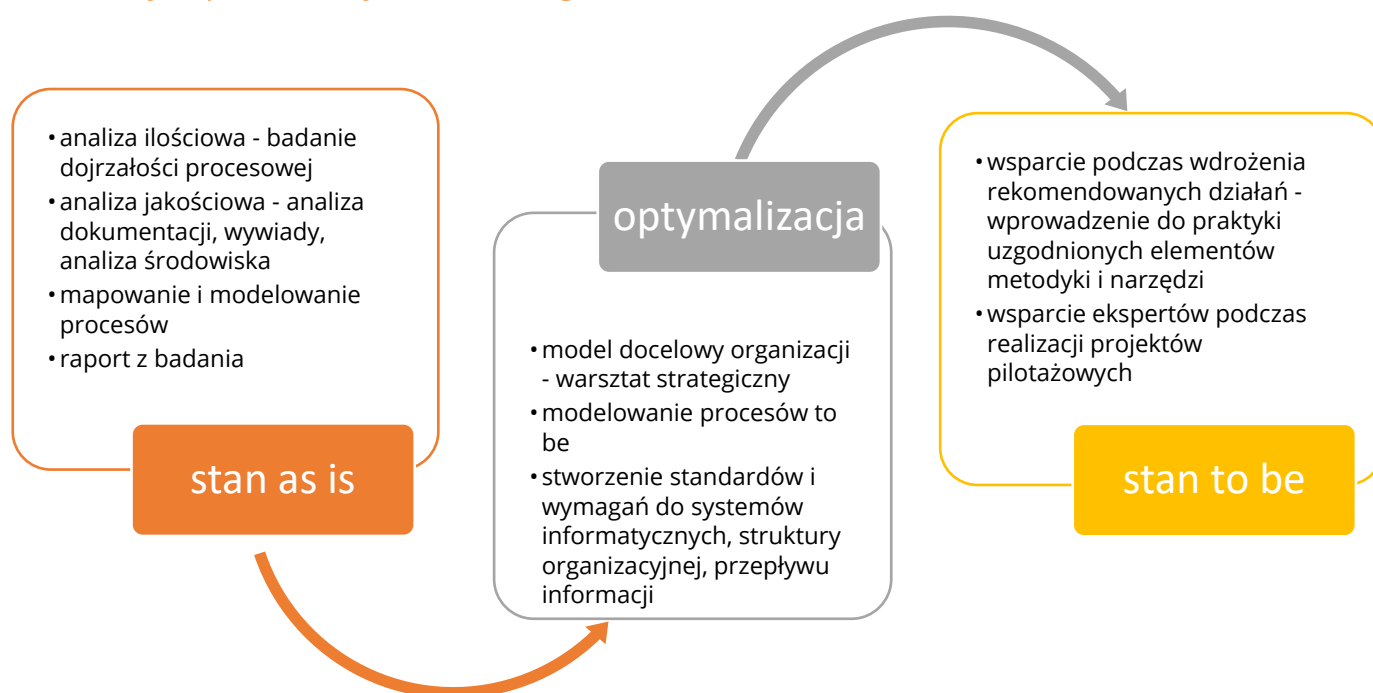 • analiza ilościowa - badanie
dojrzałości procesowej
• analiza jakościowa - analiza
dokumentacji, wywiady,
analiza środowiska
• mapowanie i modelowanie
procesów
• raport z badania
stan as is
optymalizacja
• model docelowy organizacji
- warsztat strategiczny
• modelowanie procesów to
be
• stworzenie standardów i
wymagań do systemów
informatycznych, struktury
organizacyjnej, przepływu
informacji
• wsparcie podczas wdrożenia
rekomendowanych działań -
wprowadzenie do praktyki
uzgodnionych elementów
metodyki i narzędzi
• wsparcie ekspertów podczas
realizacji projektów
pilotażowych
stan to be